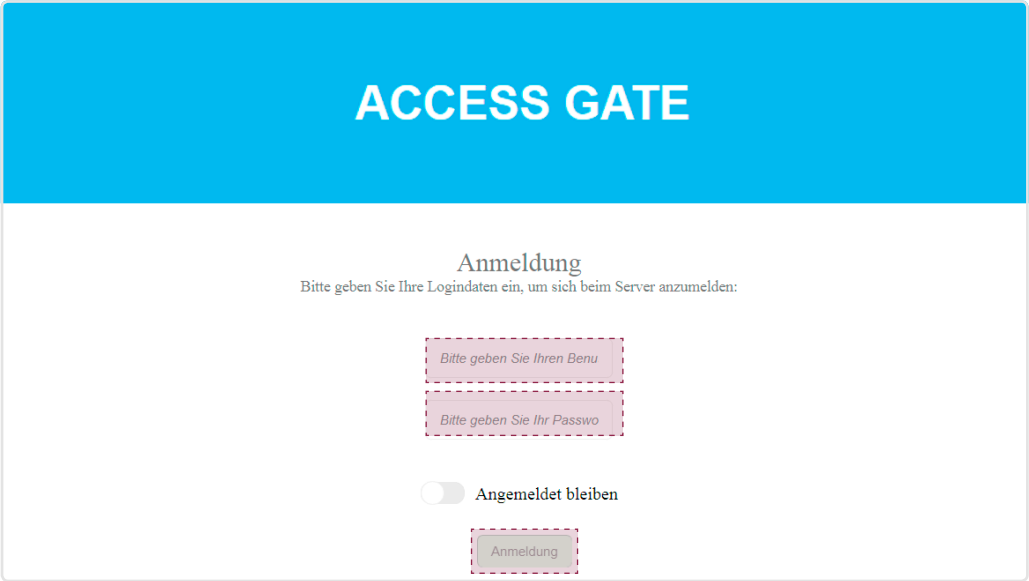 ACCESS GATE
Anmeldung
Bitte geben Sie Ihre Logindaten ein, um sich beim Server anzumelden:
Bitte geben Sie Ihren Benu
Bitte geben Sie Ihr Passwo
Angemeldet bleiben
Anmeldung